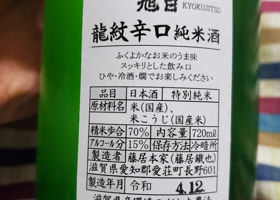 旭日 KYOKUJITSU
龍紋辛口純米酒
ふくよかなお米のうま味
スッキリとした飲み口
ひや・冷酒・燗でお楽しみください
品目 日本酒 特別純米
原材料名 米(国産)、
米こうじ(国産米)
精米歩合 70% 内容量 720ml
アルコール分 15% 保存方法 冷暗所
製造者 藤居本家(藤居鐵也)
滋賀県愛知郡愛荘町長野601
製造年月 令和 4.12